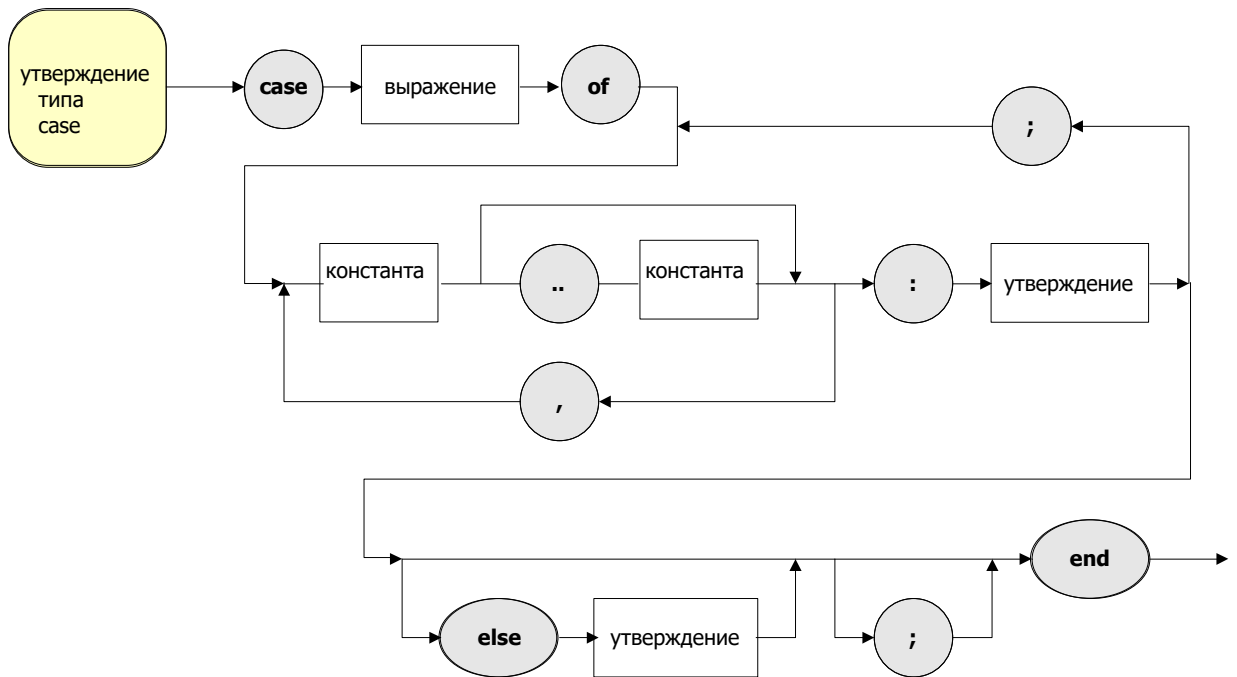 утверждение
типа
case
case
выражение
of
;
константа
..
константа
:
утверждение
,
else
утверждение
;
end